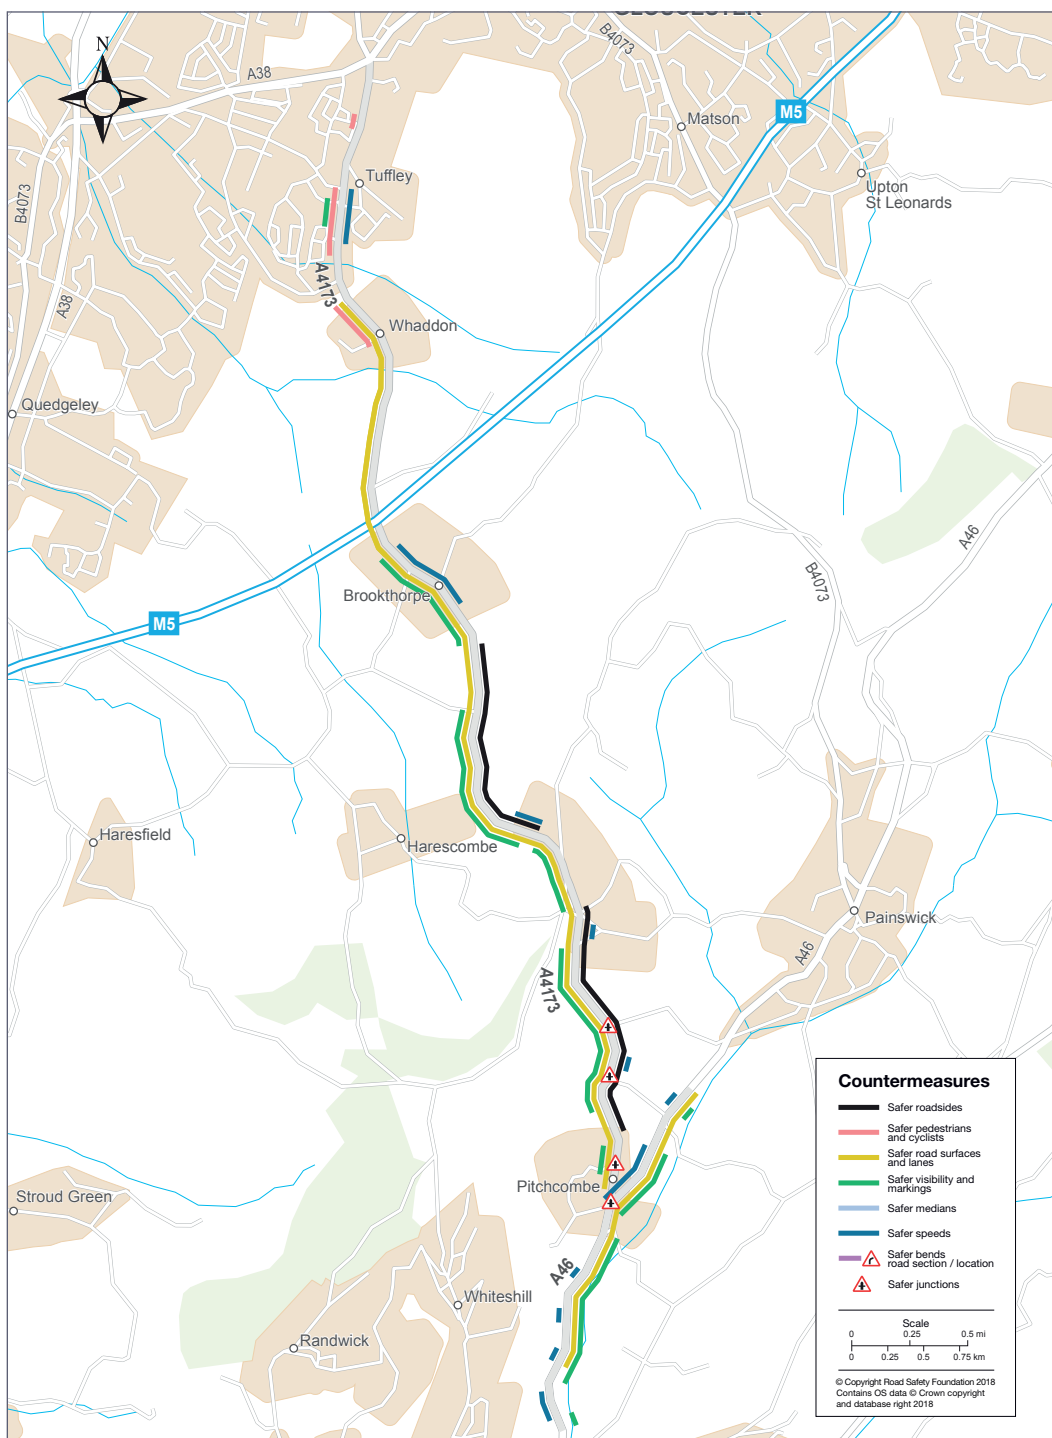 GLOUCESTER
N
A38
B4073
M5
Matson
Tuffley
Upton
St Leonards
B4073
A38
A4173
Whaddon
Quedgeley
A46
B4073
Brookthorpe
M5
Haresfield
Harescombe
Painswick
A46
A4173
Pitchcombe
Stroud Green
A46
Whiteshill
Randwick
Countermeasures
Safer roadsides
Safer pedestrians
and cyclists
Safer road surfaces
and lanes
Safer visibility and
markings
Safer medians
Safer speeds
Safer bends
road section / location
Safer junctions
Scale
0 0.25 0.5 mi
0 0.25 0.5 0.75 km
© Copyright Road Safety Foundation 2018
Contains OS data © Crown copyright
and database right 2018